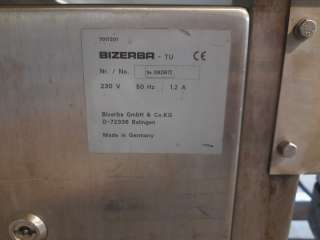 BIZERBA - TU CE
Nr. / No.
230 V 50 Hz 1.2 A
Bizerba GmbH & Co.KG
D-72336 Balingen
Made in Germany